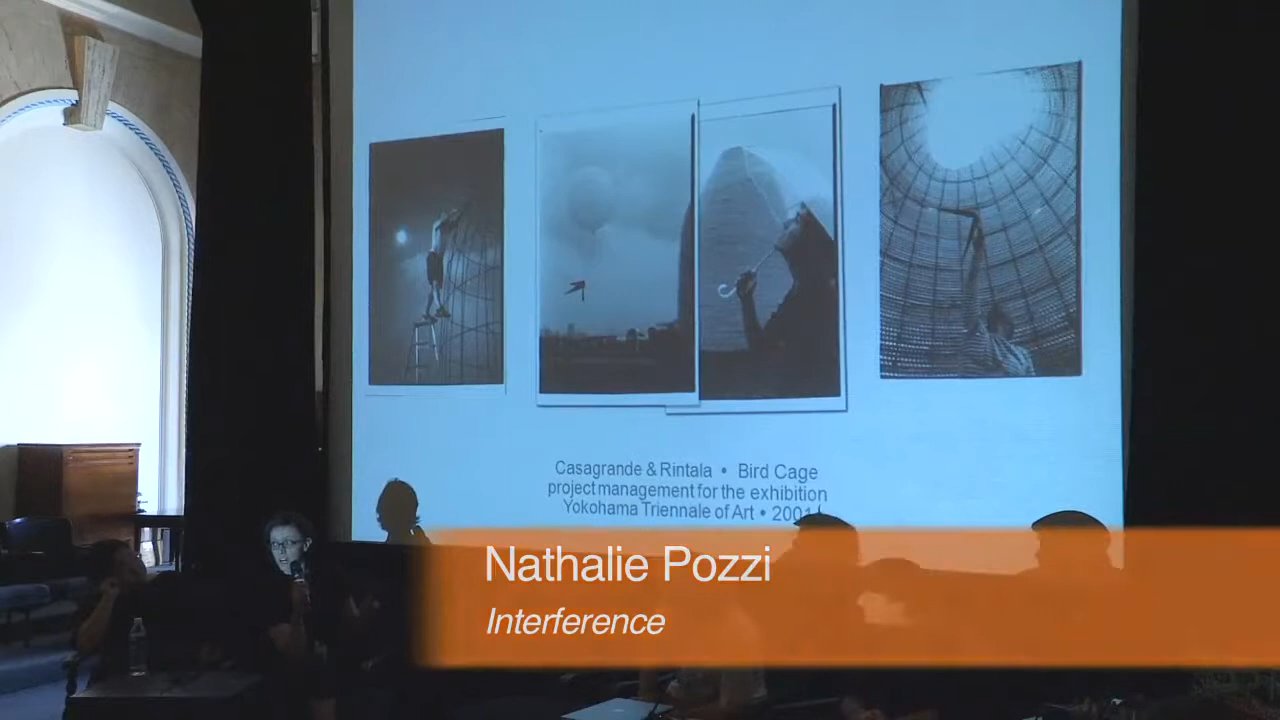 Casagrande & Rintala • Bird Cage
project management for the exhibition
Yokohama Triennale of Art • 2001
Nathalie Pozzi
Interference